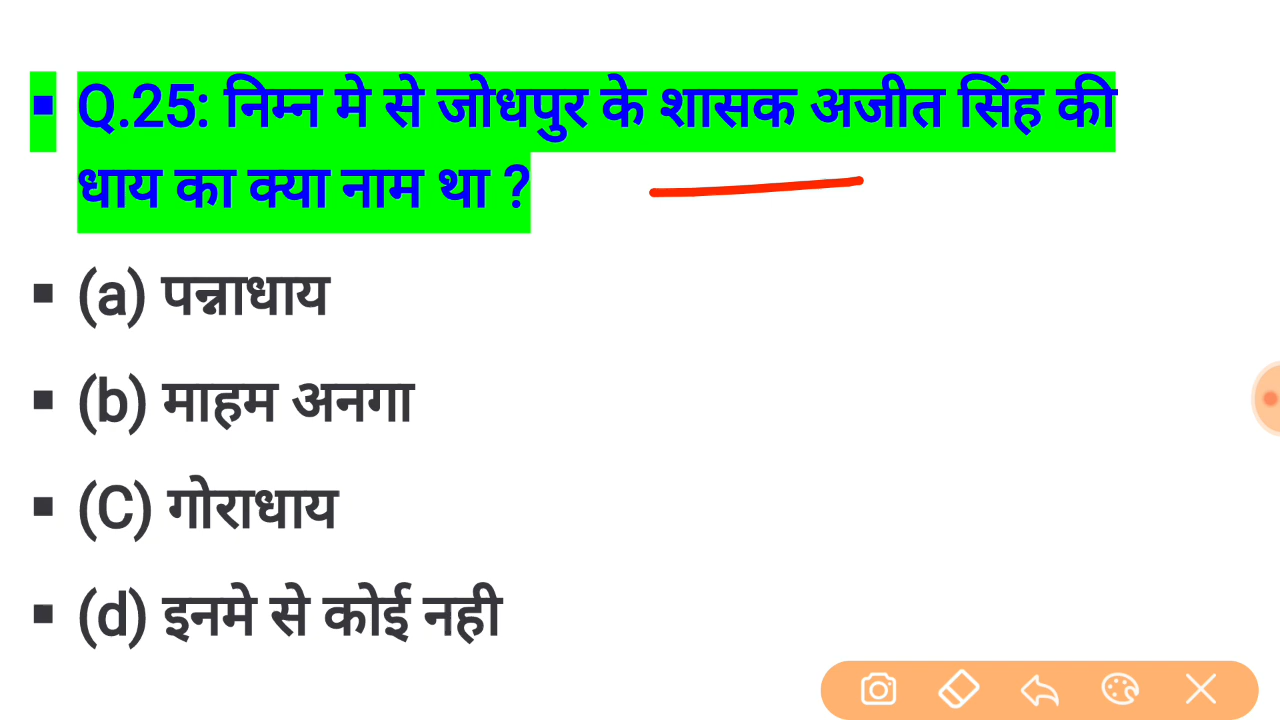 ▪ Q.25: निम्न मे से जोधपुर के शासक अजीत सिंह की
धाय का क्या नाम था ?
▪ (a) पन्नाधाय
▪ (b) माहम अनगा
▪ (C) गोराधाय
▪ (d) इनमे से कोई नही